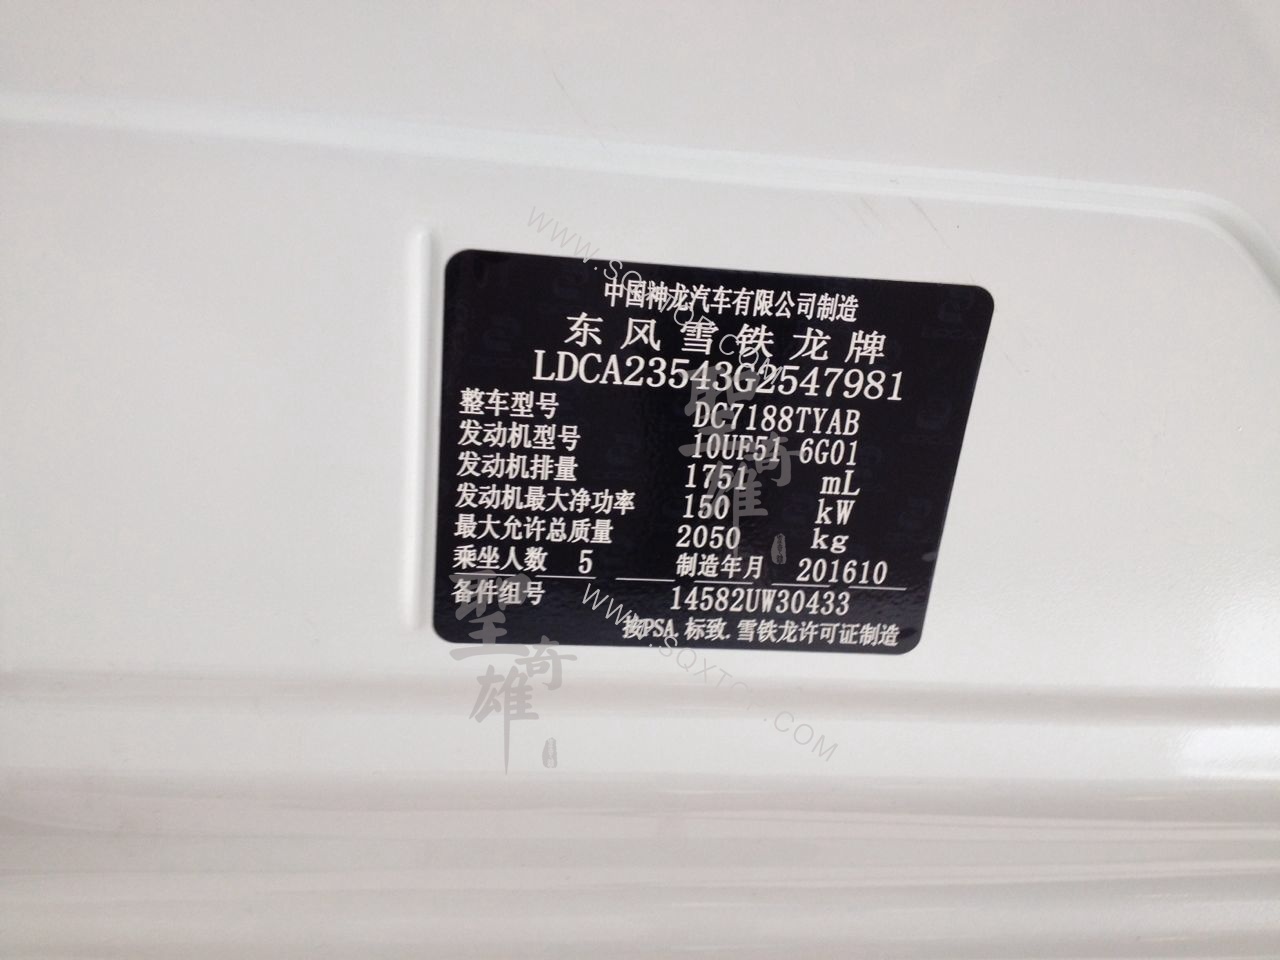 中国神龙汽车有限公司制造
东风雪铁龙牌
LDCA23543G2547981
整车型号 DC7188TYAB
发动机型号 10UF51 6G01
发动机排量 1751 mL
发动机最大净功率 150 kW
最大允许总质量 2050 kg
乘坐人数 5 制造年月 201610
备件组号 14582UW30433
按PSA.标致.雪铁龙许可证制造